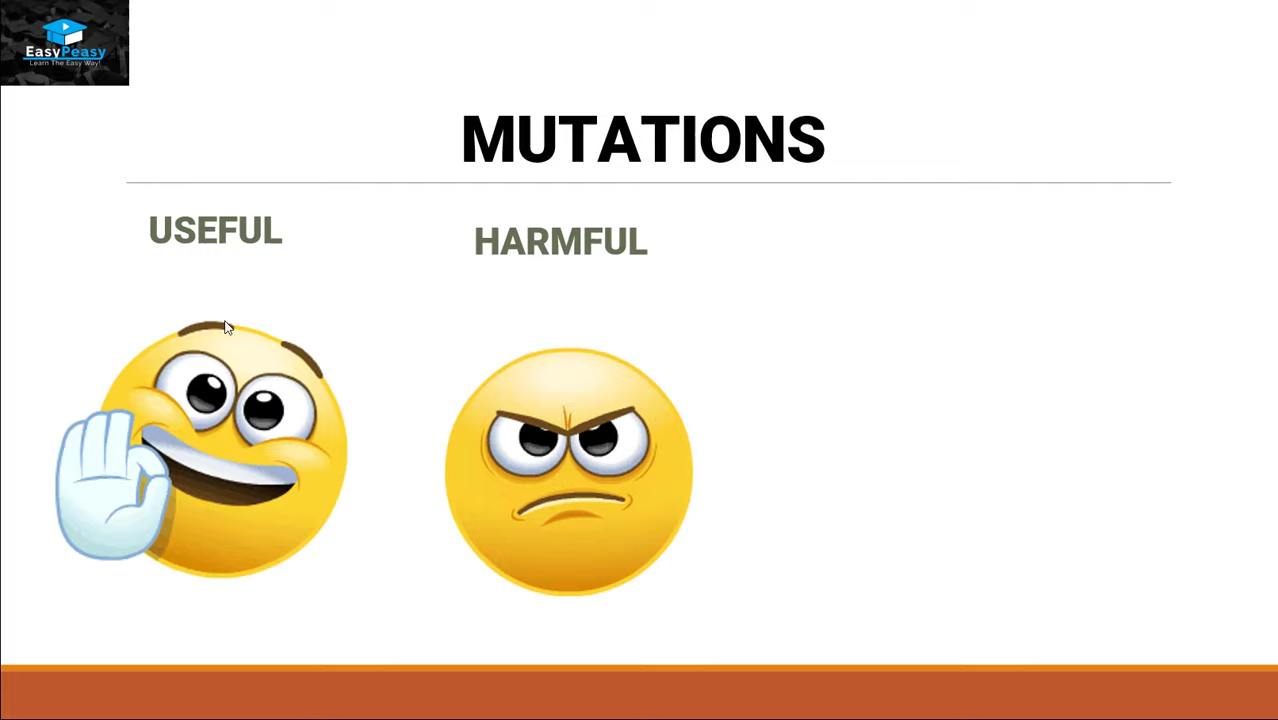 EasyPeasy
Learn The Easy Way!
MUTATIONS
USEFUL
HARMFUL